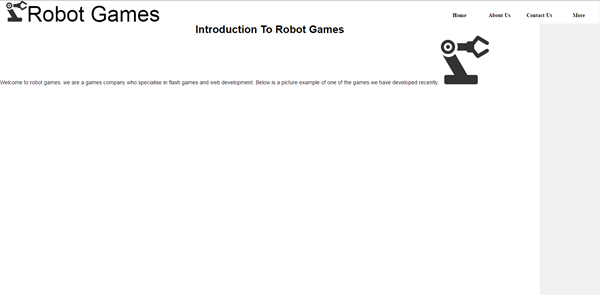 Robot Games
Home About Us Contact Us More
Introduction To Robot Games
Welcome to robot games. we are a games company who specialise in flash games and web development. Below is a picture example of one of the games we have developed recently.